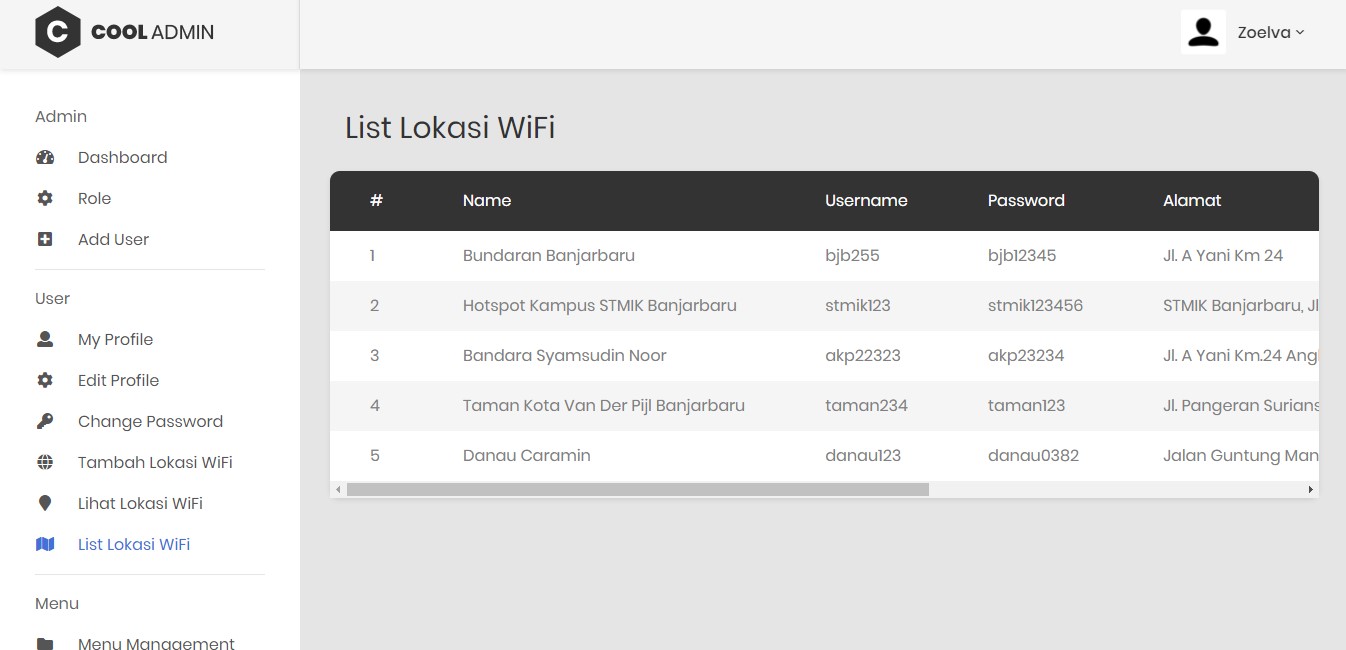 COOL ADMIN
Zoelva
Admin
Dashboard
Role
Add User
User
My Profile
Edit Profile
Change Password
Tambah Lokasi WiFi
Lihat Lokasi WiFi
List Lokasi WiFi
Menu
Menu Management
List Lokasi WiFi
# Name Username Password Alamat
1 Bundaran Banjarbaru bjb255 bjb12345 Jl. A Yani Km 24
2 Hotspot Kampus STMIK Banjarbaru stmik123 stmik123456 STMIK Banjarbaru, Jl
3 Bandara Syamsudin Noor akp22323 akp23234 Jl. A Yani Km.24 Ang
4 Taman Kota Van Der Pijl Banjarbaru taman234 taman123 Jl. Pangeran Surians
5 Danau Caramin danau123 danau0382 Jalan Guntung Man